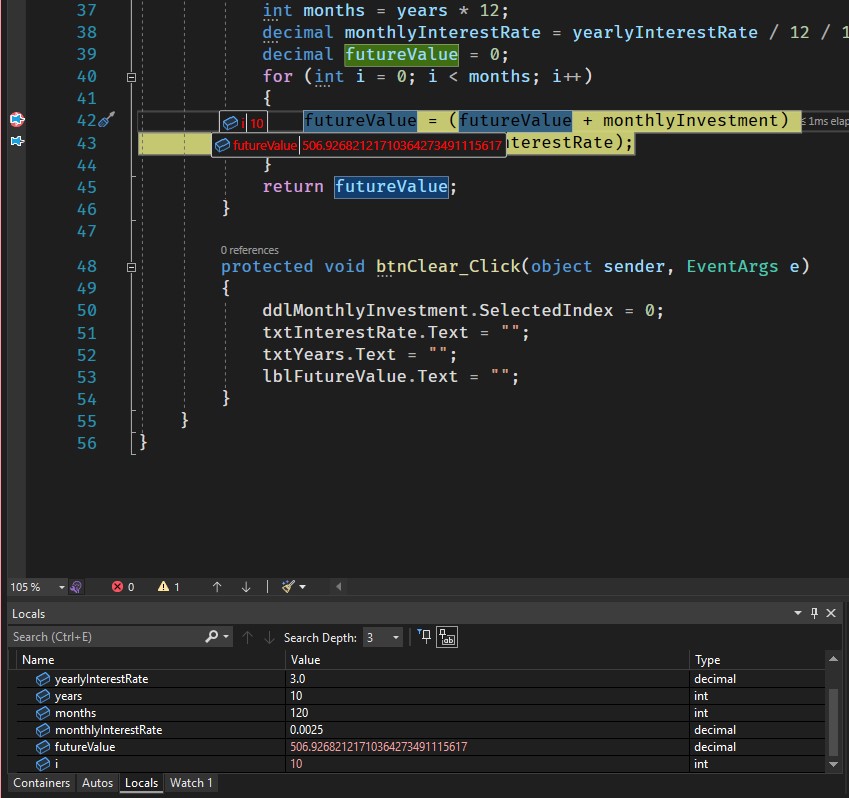 37 int months = years * 12;
38 decimal monthlyInterestRate = yearlyInterestRate / 12 / 1
39 decimal futureValue = 0;
40 for (int i = 0; i < months; i++)
41 {
42 i 10 futureValue = (futureValue + monthlyInvestment) ≤ 1ms elap
43 futureValue 506.92682121710364273491115617 nterestRate);
44 }
45 return futureValue;
46 }
47
0 references
48 protected void btnClear_Click(object sender, EventArgs e)
49 {
50 ddlMonthlyInvestment.SelectedIndex = 0;
51 txtInterestRate.Text = "";
52 txtYears.Text = "";
53 lblFutureValue.Text = "";
54 }
55 }
56 }
105 % 0 1
Locals
Search (Ctrl+E) Search Depth: 3
Name Value Type
yearlyInterestRate 3.0 decimal
years 10 int
months 120 int
monthlyInterestRate 0.0025 decimal
futureValue 506.92682121710364273491115617 decimal
i 10 int
Containers Autos Locals Watch 1